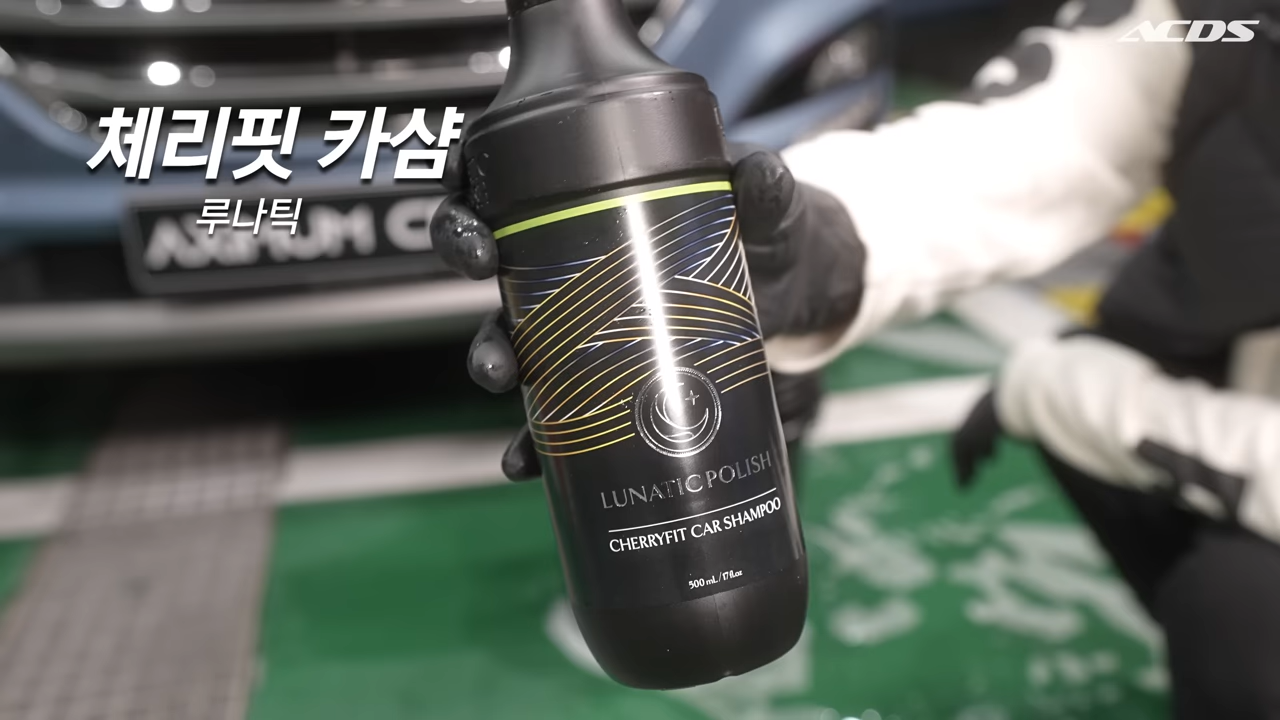 ACDS
체리핏 카샴
루나틱
LUNATIC POLISH
CHERRYFIT CAR SHAMPOO
500 mL / 17 fl.oz